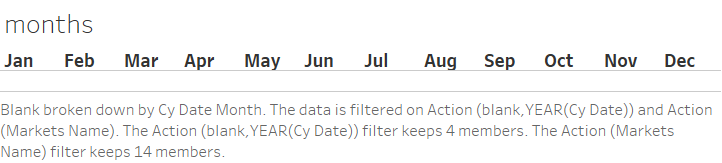 months
Jan Feb Mar Apr May Jun Jul Aug Sep Oct Nov Dec
Blank broken down by Cy Date Month. The data is filtered on Action (blank,YEAR(Cy Date)) and Action
(Markets Name). The Action (blank,YEAR(Cy Date)) filter keeps 4 members. The Action (Markets
Name) filter keeps 14 members.